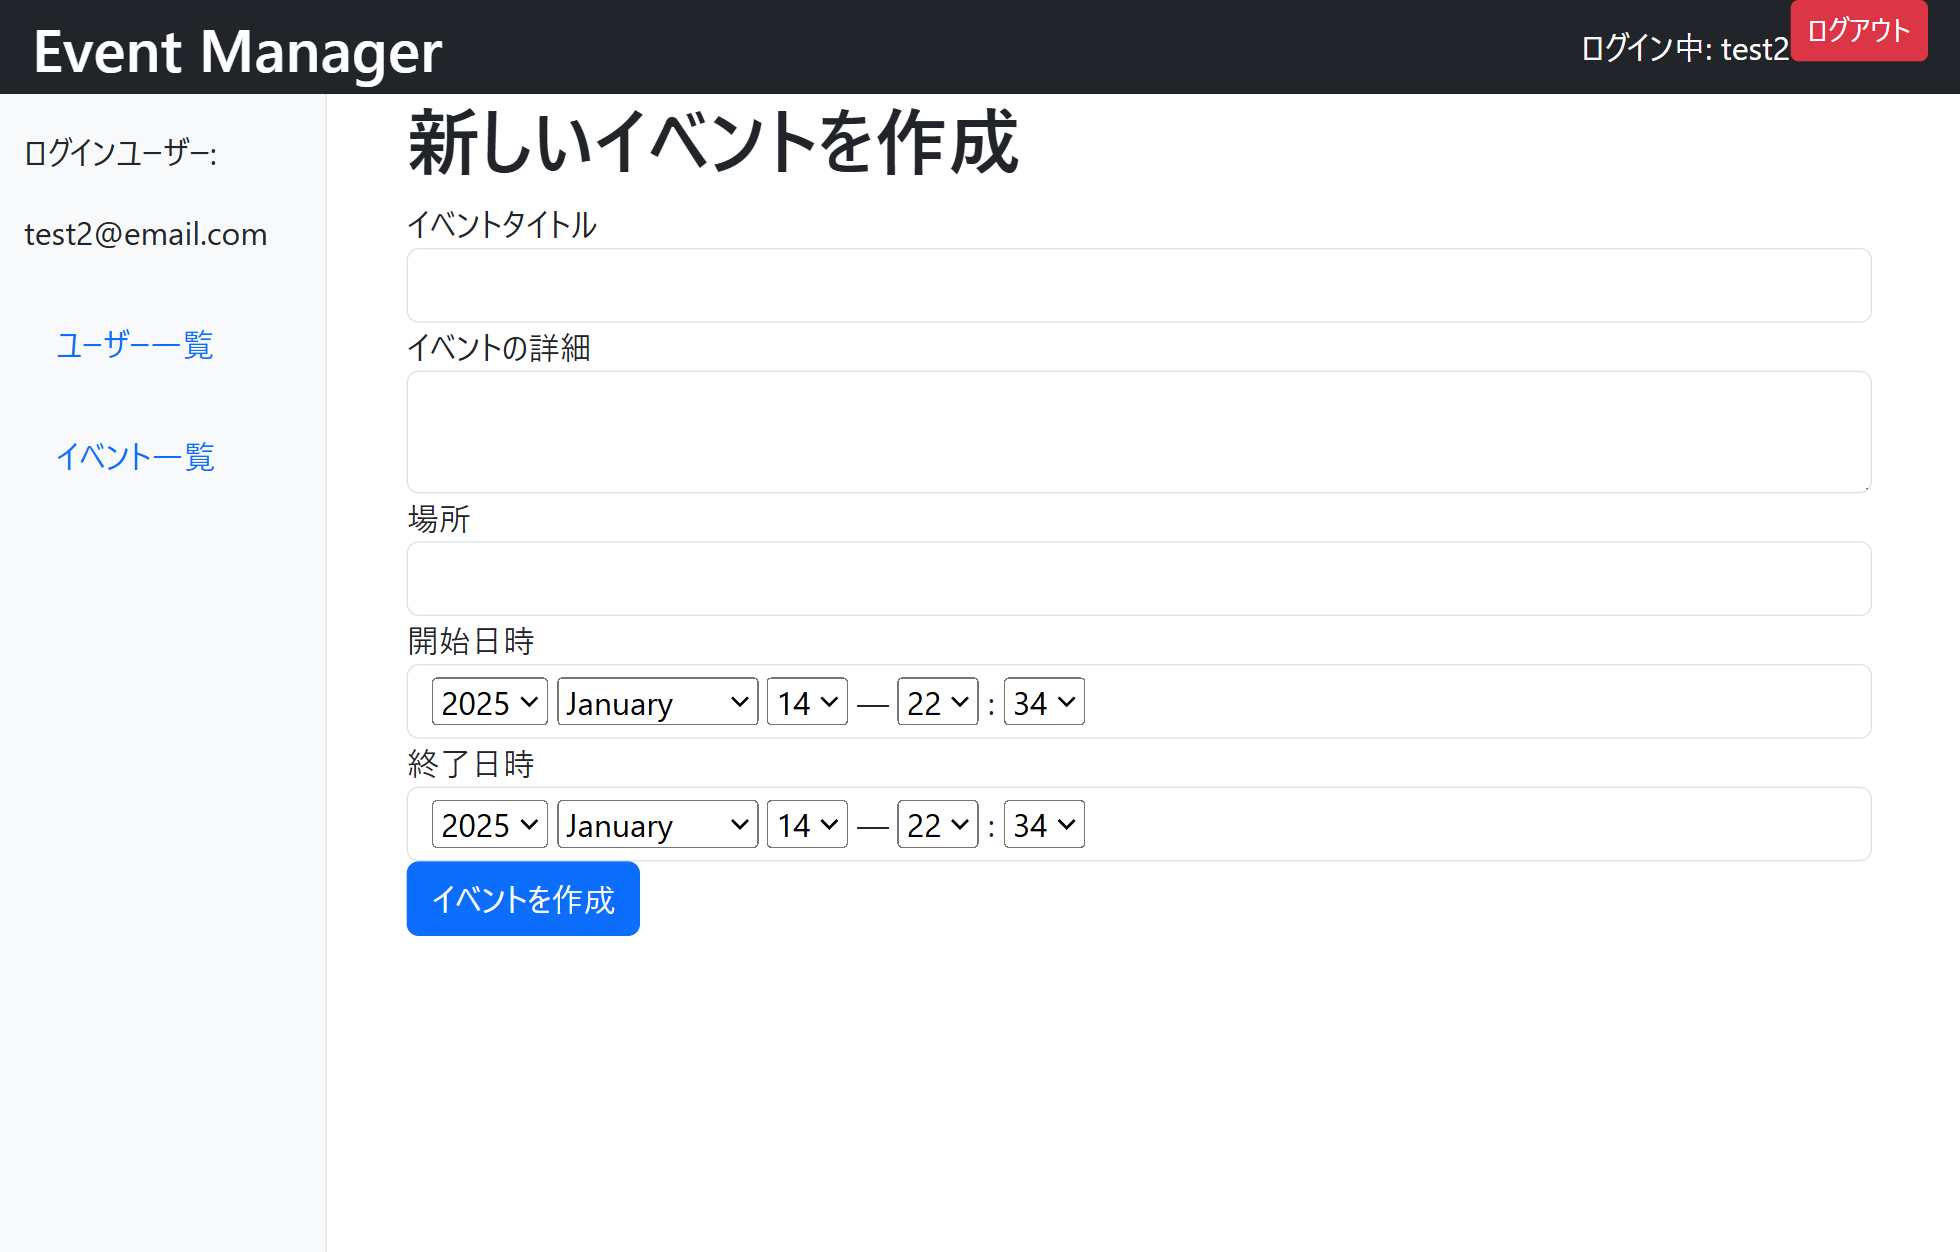 Event Manager
ログイン中: test2
ログアウト
ログインユーザー:
test2@email.com
ユーザー一覧
イベント一覧
新しいイベントを作成
イベントタイトル
イベントの詳細
場所
開始日時
2025 January 14 — 22 : 34
終了日時
2025 January 14 — 22 : 34
イベントを作成